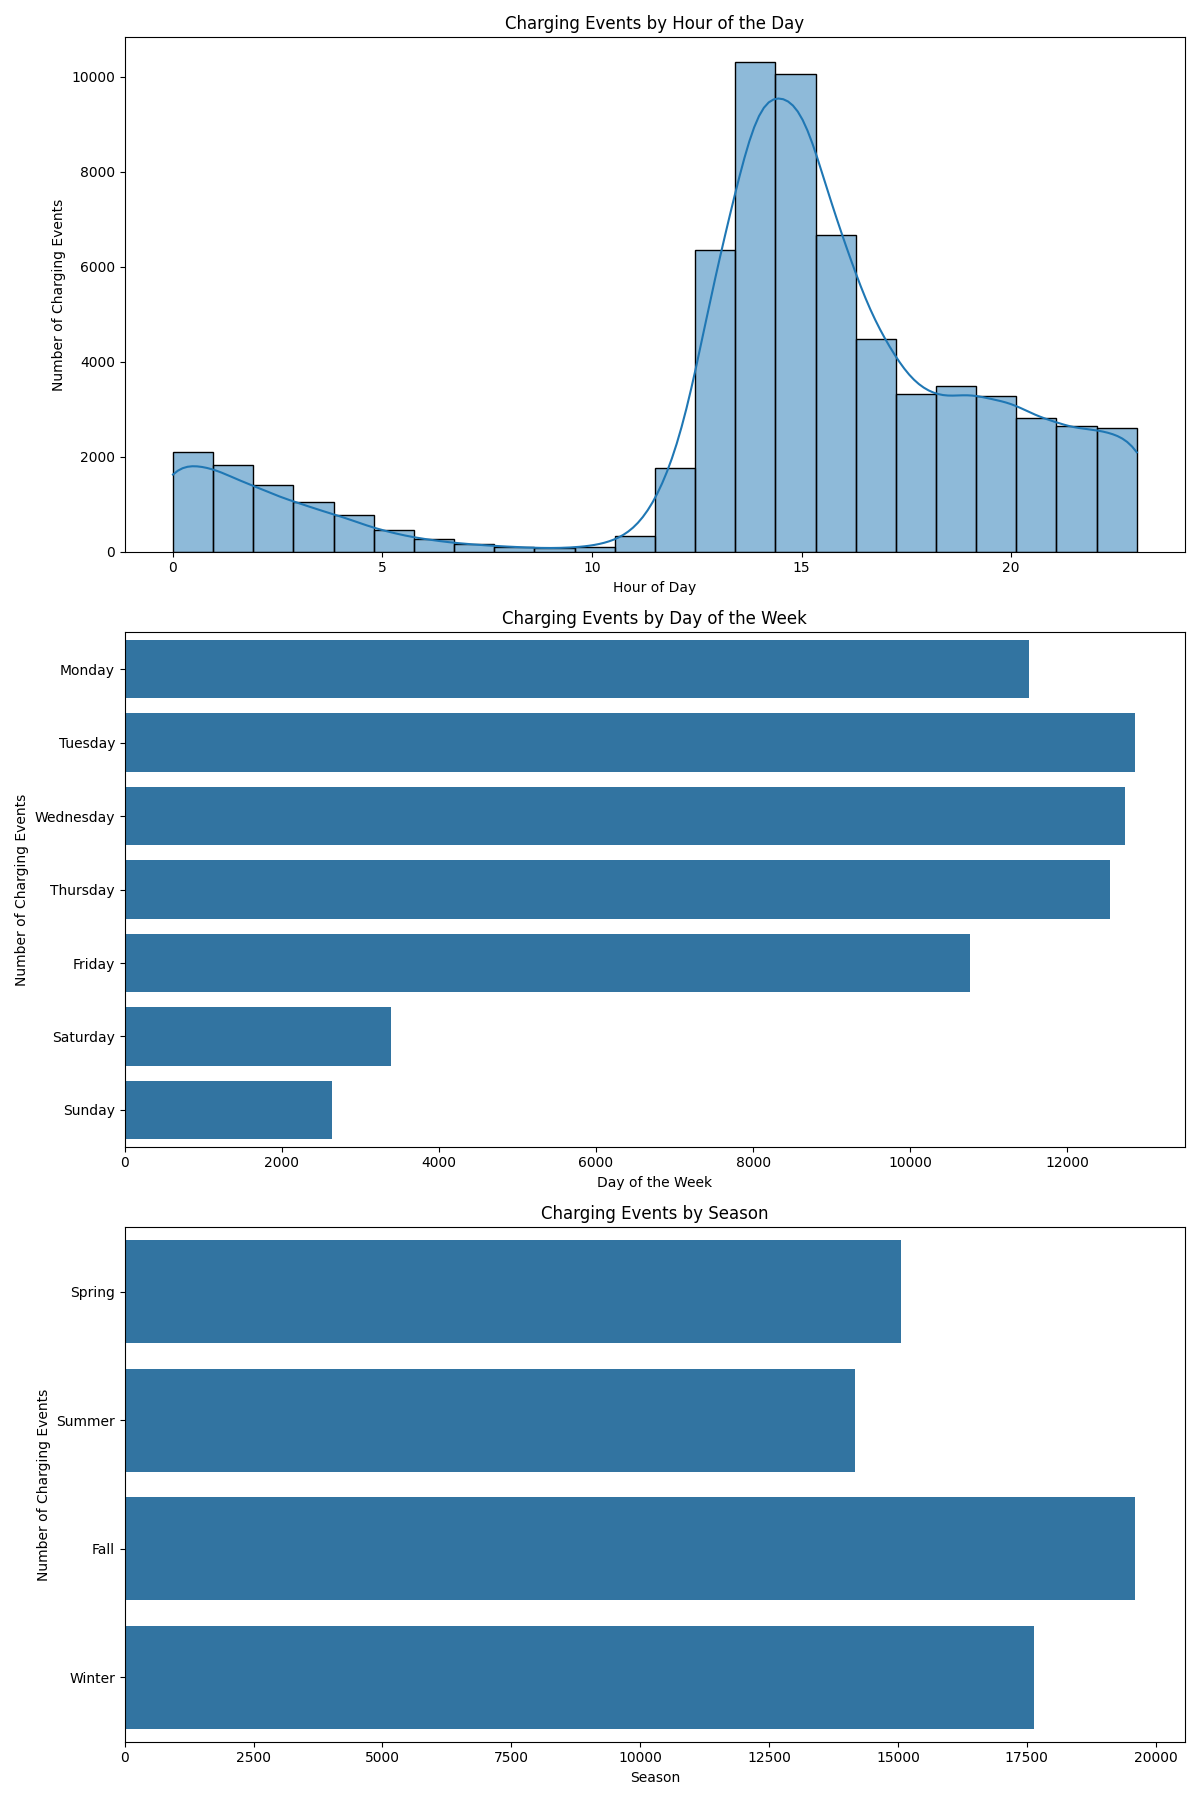 Charging Events by Hour of the Day
Number of Charging Events
10000
8000
6000
4000
2000
0
0 5 10 15 20
Hour of Day
Charging Events by Day of the Week
Number of Charging Events
Monday
Tuesday
Wednesday
Thursday
Friday
Saturday
Sunday
0 2000 4000 6000 8000 10000 12000
Day of the Week
Charging Events by Season
Number of Charging Events
Spring
Summer
Fall
Winter
0 2500 5000 7500 10000 12500 15000 17500 20000
Season